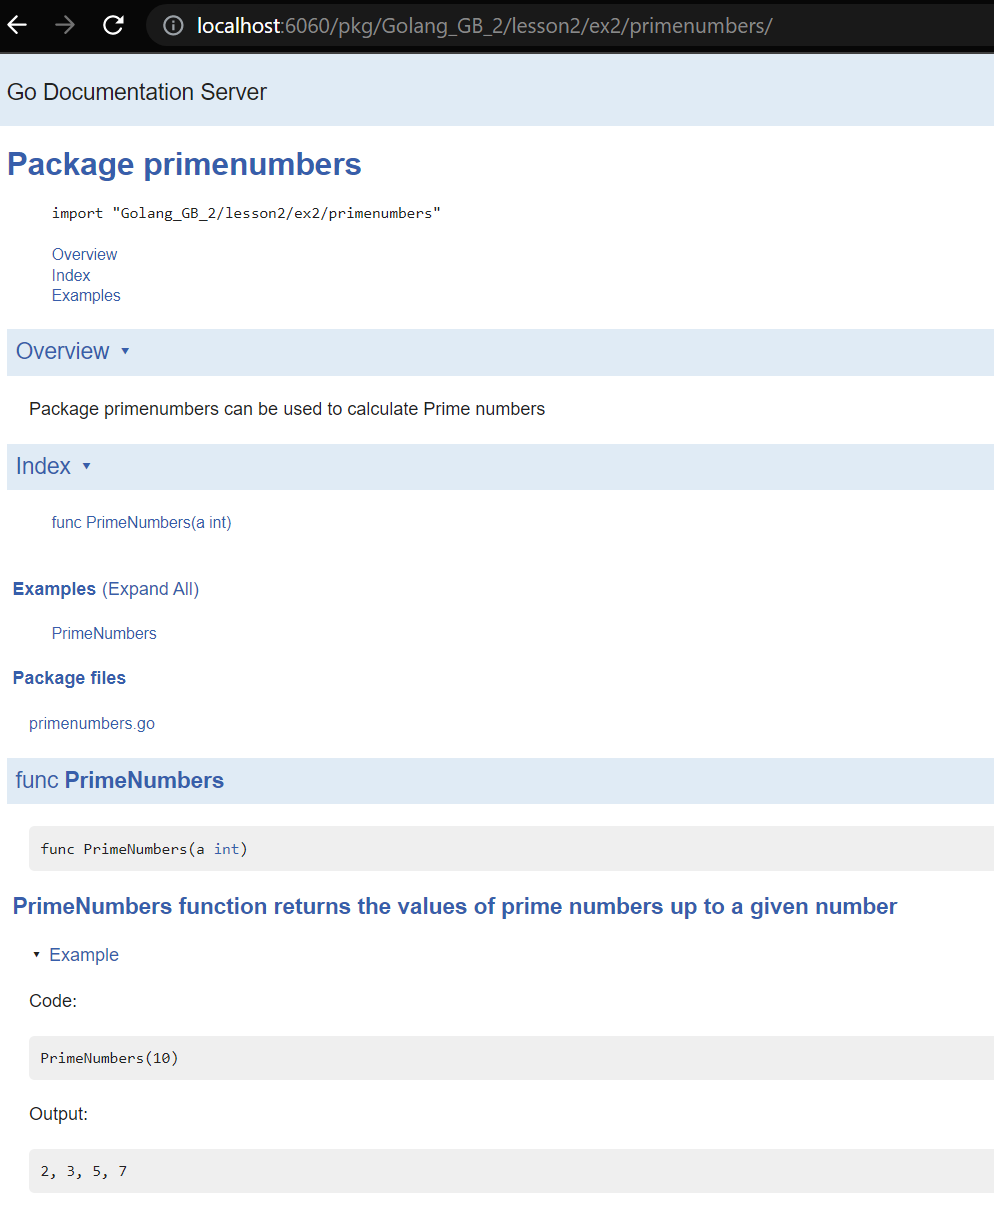 localhost:6060/pkg/Golang_GB_2/lesson2/ex2/primenumbers/
Go Documentation Server
Package primenumbers
import "Golang_GB_2/lesson2/ex2/primenumbers"
Overview
Index
Examples
Overview ▾
Package primenumbers can be used to calculate Prime numbers
Index ▾
func PrimeNumbers(a int)
Examples (Expand All)
PrimeNumbers
Package files
primenumbers.go
func PrimeNumbers
func PrimeNumbers(a int)
PrimeNumbers function returns the values of prime numbers up to a given number
▾ Example
Code:
PrimeNumbers(10)
Output:
2, 3, 5, 7